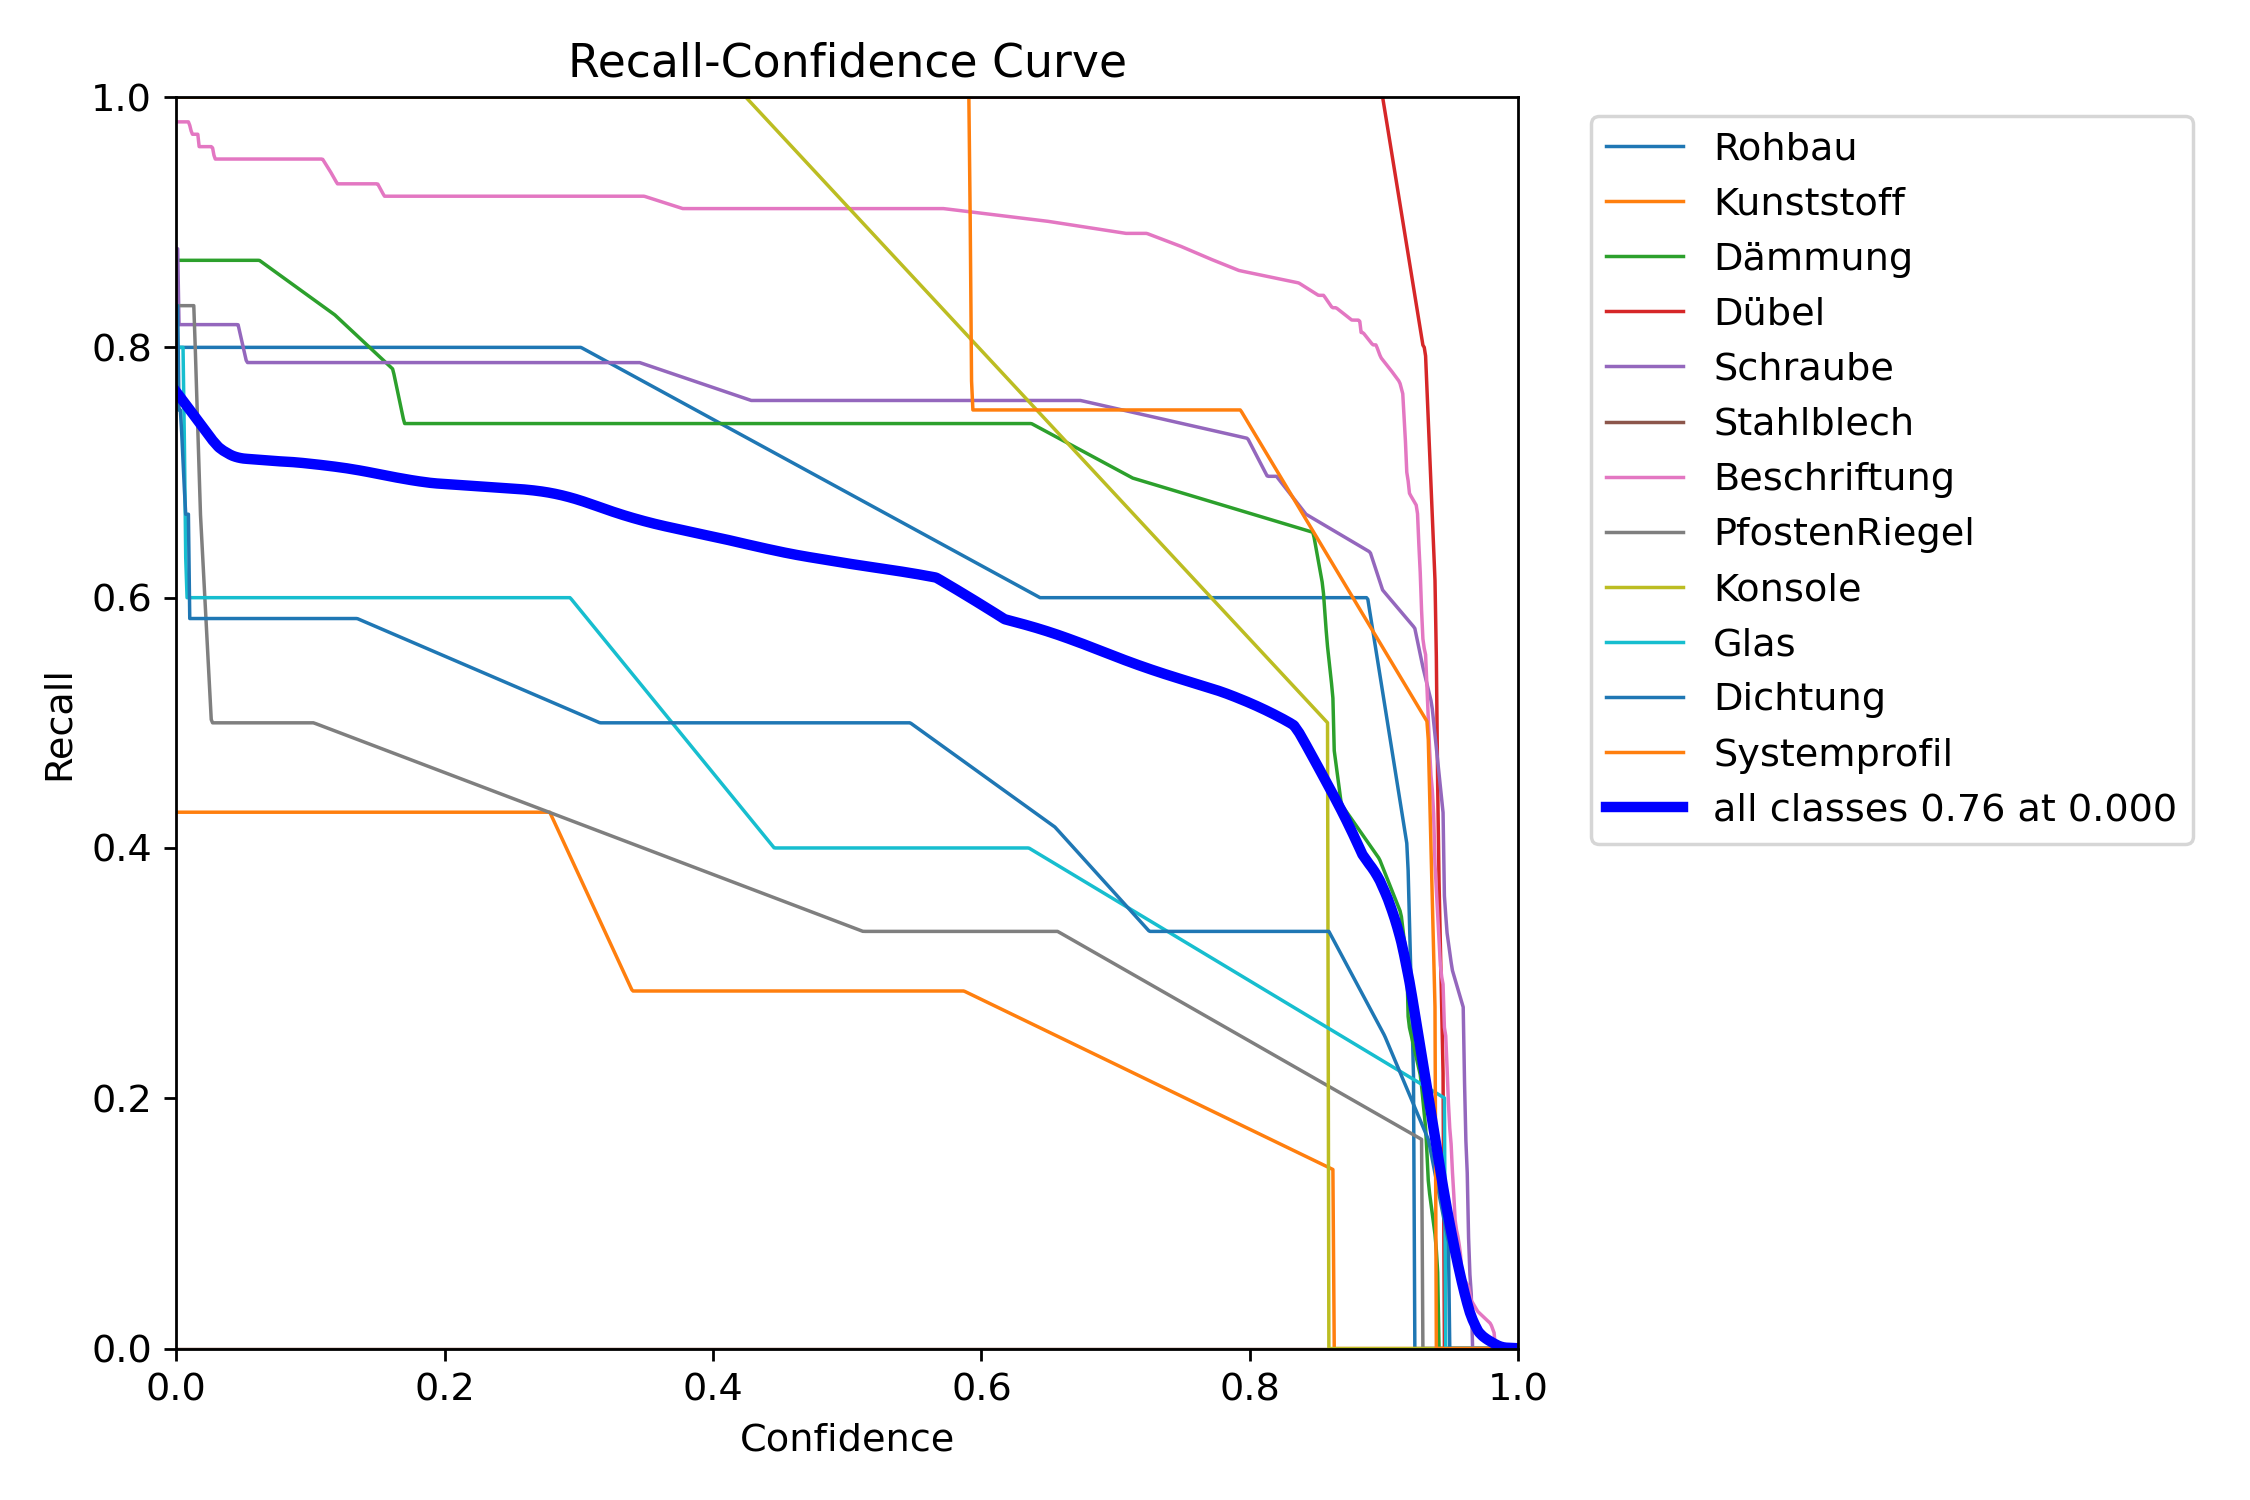 Recall-Confidence Curve
1.0
0.8
0.6
0.4
0.2
0.0
Recall
0.0 0.2 0.4 0.6 0.8 1.0
Confidence
Rohbau
Kunststoff
Dämmung
Dübel
Schraube
Stahlblech
Beschriftung
PfostenRiegel
Konsole
Glas
Dichtung
Systemprofil
all classes 0.76 at 0.000